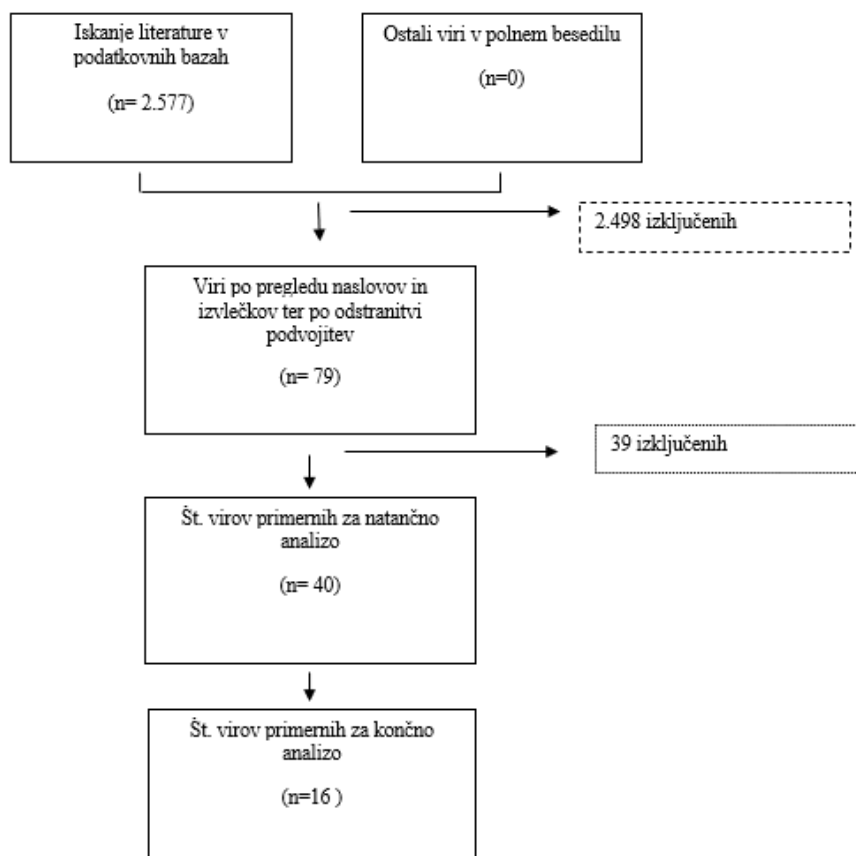 Iskanje literature v
podatkovnih bazah
(n= 2.577)
Ostali viri v polnem besedilu
(n=0)
2.498 izključenih
Viri po pregledu naslovov in
izvlečkov ter po odstranitvi
podvojitev
(n= 79)
39 izključenih
Št. virov primernih za natančno
analizo
(n= 40)
Št. virov primernih za končno
analizo
(n=16 )